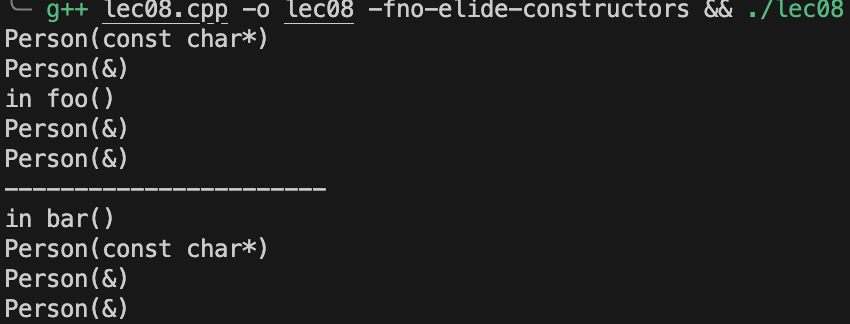 ╰─ g++ lec08.cpp -o lec08 -fno-elide-constructors && ./lec08
Person(const char*)
Person(&)
in foo()
Person(&)
Person(&)
-----------------------
in bar()
Person(const char*)
Person(&)
Person(&)